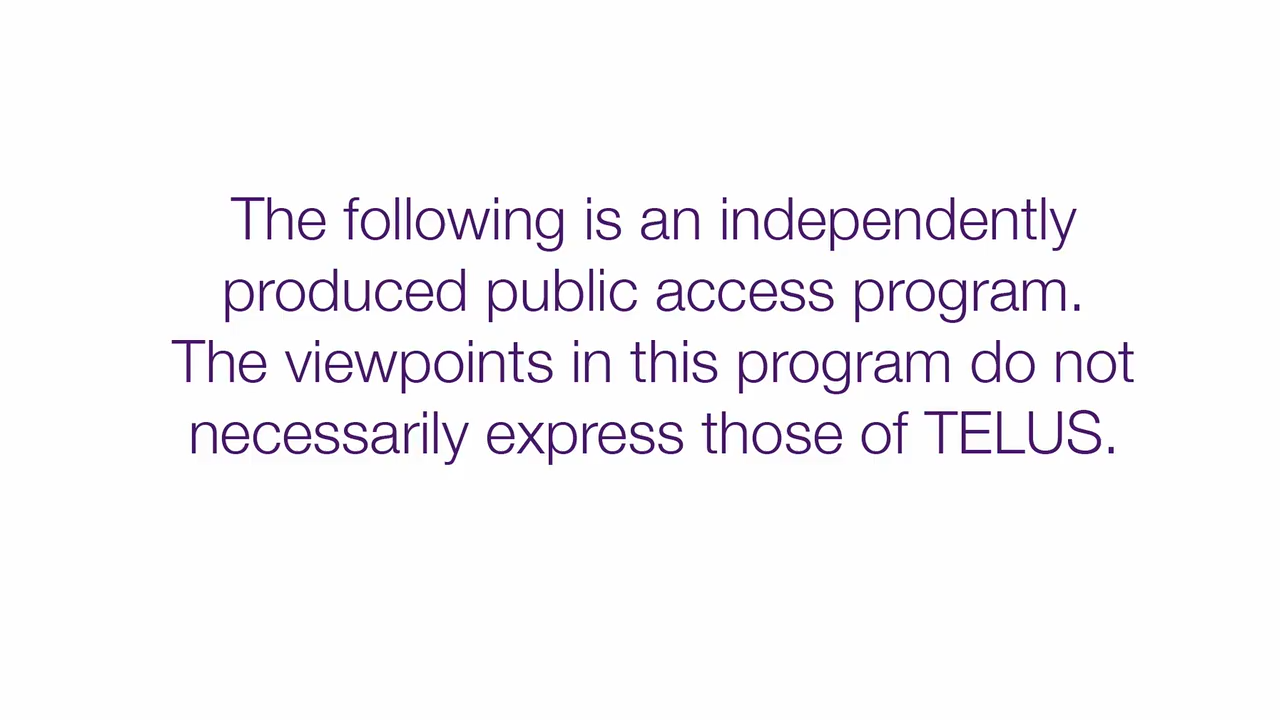 The following is an independently
produced public access program.
The viewpoints in this program do not
necessarily express those of TELUS.